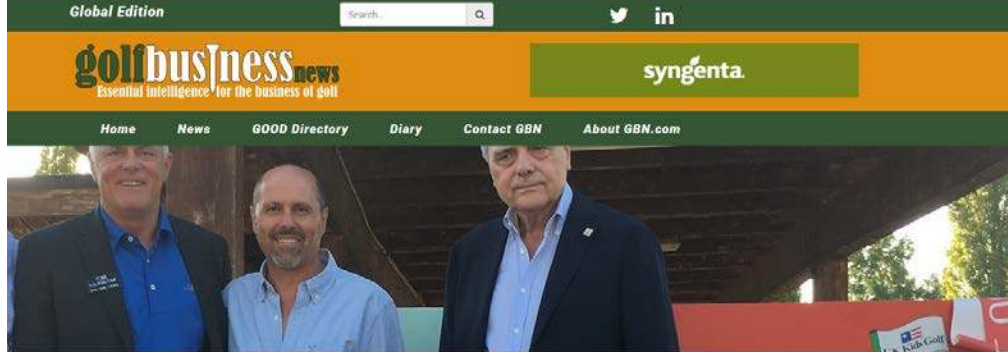 Global Edition
Search...
in
golfbusiness news
Essential intelligence for the business of golf
syngenta
Home News GOOD Directory Diary Contact GBN About GBN.com
Kids Golf